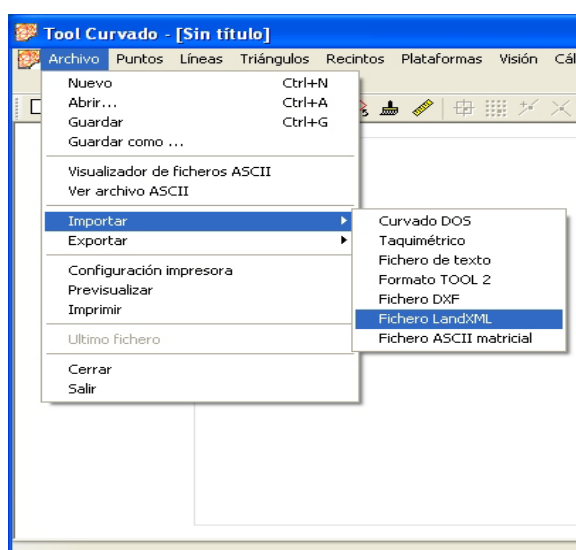 Tool Curvado - [Sin título]
Archivo Puntos Líneas Triángulos Recintos Plataformas Visión Cál
Nuevo Ctrl+N
Abrir... Ctrl+A
Guardar Ctrl+G
Guardar como ...
Visualizador de ficheros ASCII
Ver archivo ASCII
Importar
Exportar
Configuración impresora
Previsualizar
Imprimir
Ultimo fichero
Cerrar
Salir
Curvado DOS
Taquimétrico
Fichero de texto
Formato TOOL 2
Fichero DXF
Fichero LandXML
Fichero ASCII matricial